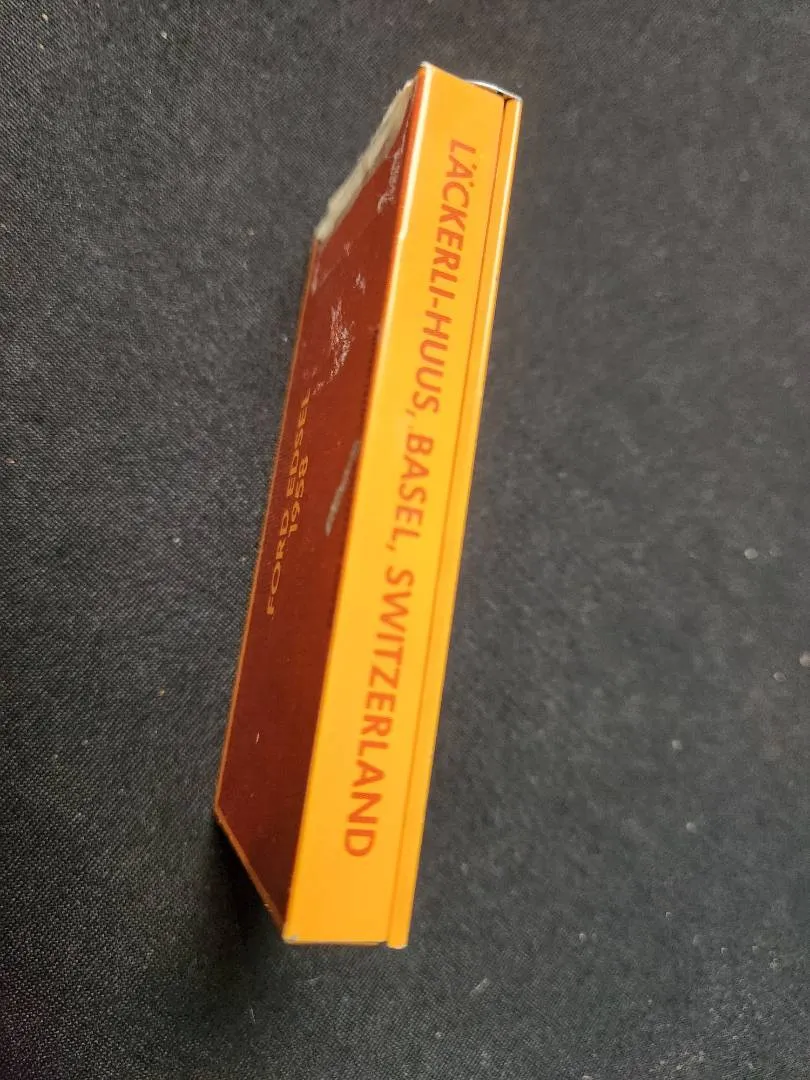 LÄCKERLI-HUUS, BASEL, SWITZERLAND
FORD EDSEL
1958